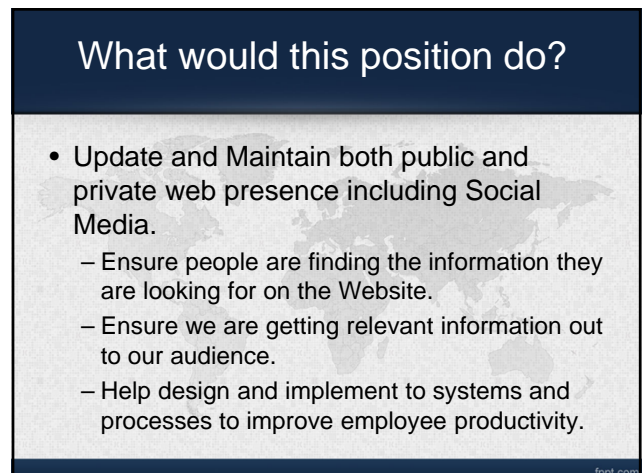 What would this position do?
• Update and Maintain both public and
private web presence including Social
Media.
– Ensure people are finding the information they
are looking for on the Website.
– Ensure we are getting relevant information out
to our audience.
– Help design and implement to systems and
processes to improve employee productivity.
fppt.com